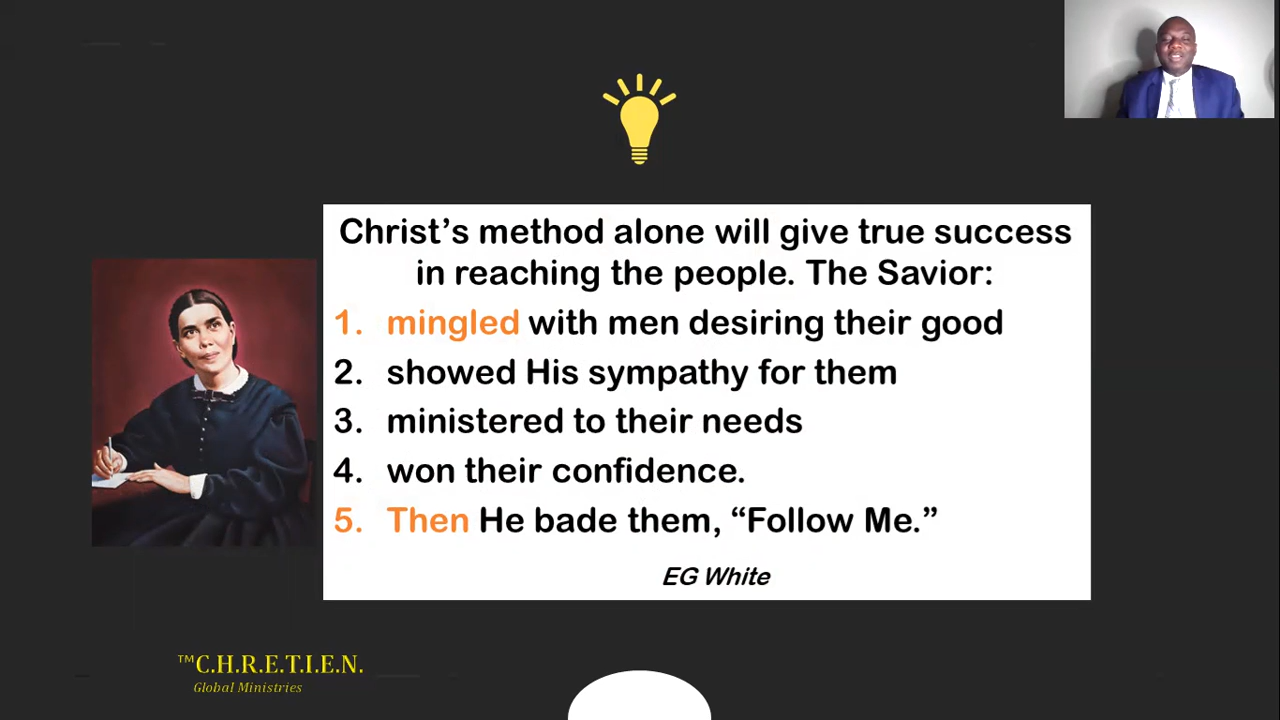 Christ’s method alone will give true success
in reaching the people. The Savior:
1. mingled with men desiring their good
2. showed His sympathy for them
3. ministered to their needs
4. won their confidence.
5. Then He bade them, “Follow Me.”
EG White
™C.H.R.E.T.I.E.N.
Global Ministries